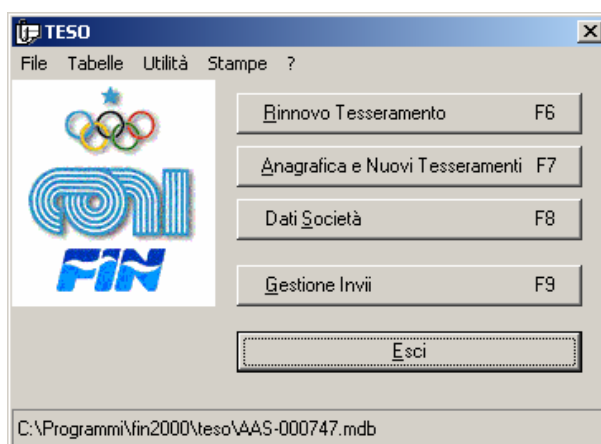 TESO
File Tabelle Utilità Stampe ?
Rinnovo Tesseramento F6
Anagrafica e Nuovi Tesseramenti F7
Dati Società F8
Gestione Invii F9
Esci
CONI
FIN
C:\Programmi\fin2000\teso\AAS-000747.mdb